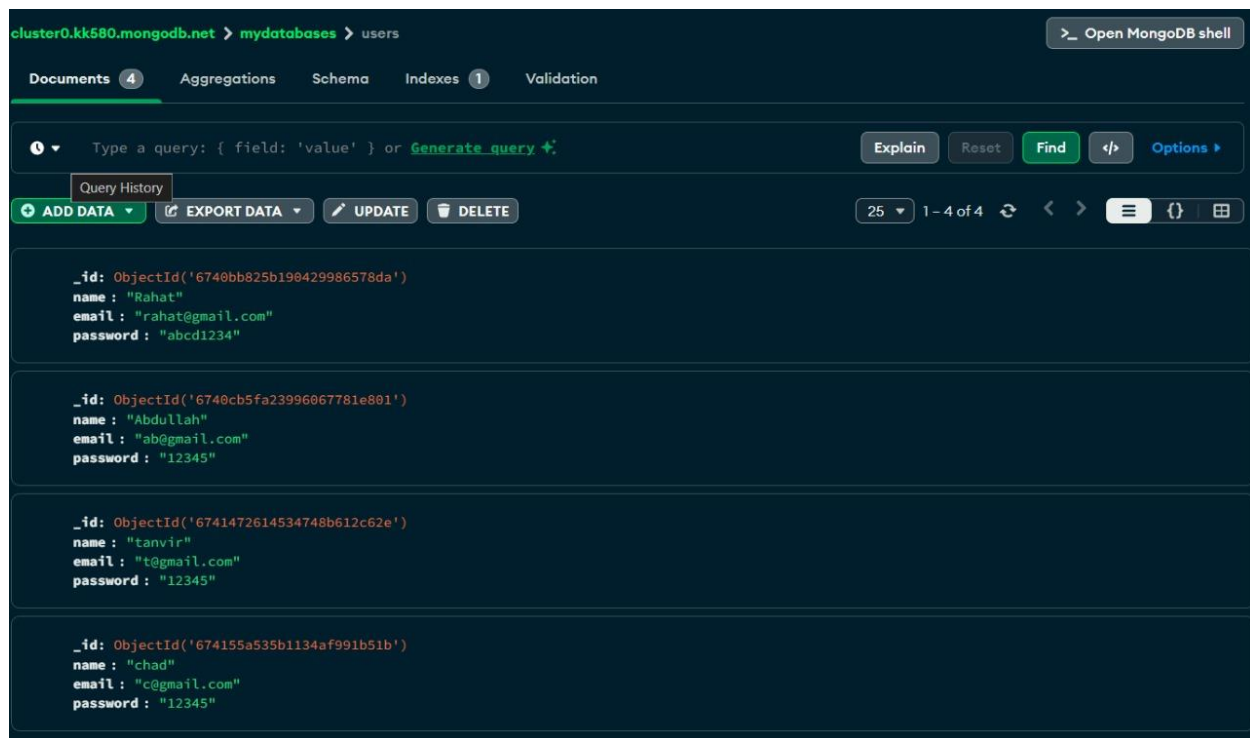 cluster0.kk580.mongodb.net > mydatabases > users
>_ Open MongoDB shell
Documents 4 Aggregations Schema Indexes 1 Validation
Type a query: { field: 'value' } or Generate query
Explain Reset Find </> Options
Query History
ADD DATA EXPORT DATA UPDATE DELETE
25 1 – 4 of 4 < > {}
_id: ObjectId('6740bb825b190429986578da')
name : "Rahat"
email : "rahat@gmail.com"
password : "abcd1234"
_id: ObjectId('6740cb5fa23996067781e801')
name : "Abdullah"
email : "ab@gmail.com"
password : "12345"
_id: ObjectId('6741472614534748b612c62e')
name : "tanvir"
email : "t@gmail.com"
password : "12345"
_id: ObjectId('674155a535b1134af991b51b')
name : "chad"
email : "c@gmail.com"
password : "12345"